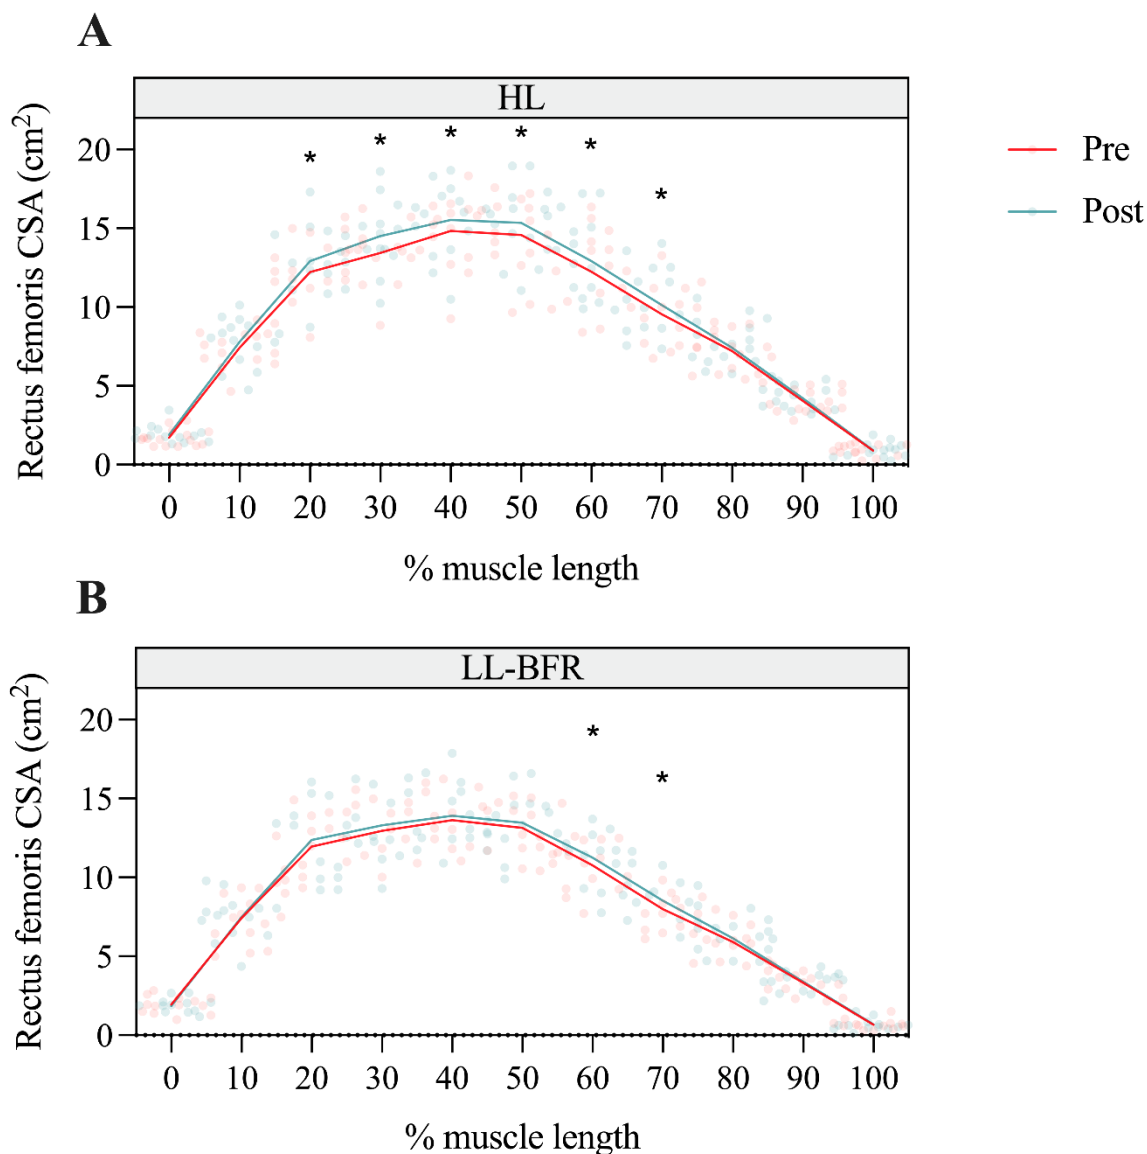 A
HL
Rectus femoris CSA (cm²)
20
15
10
5
0
* * * * * *
0 10 20 30 40 50 60 70 80 90 100
% muscle length
Pre
Post
B
LL-BFR
Rectus femoris CSA (cm²)
20
15
10
5
0
* *
0 10 20 30 40 50 60 70 80 90 100
% muscle length